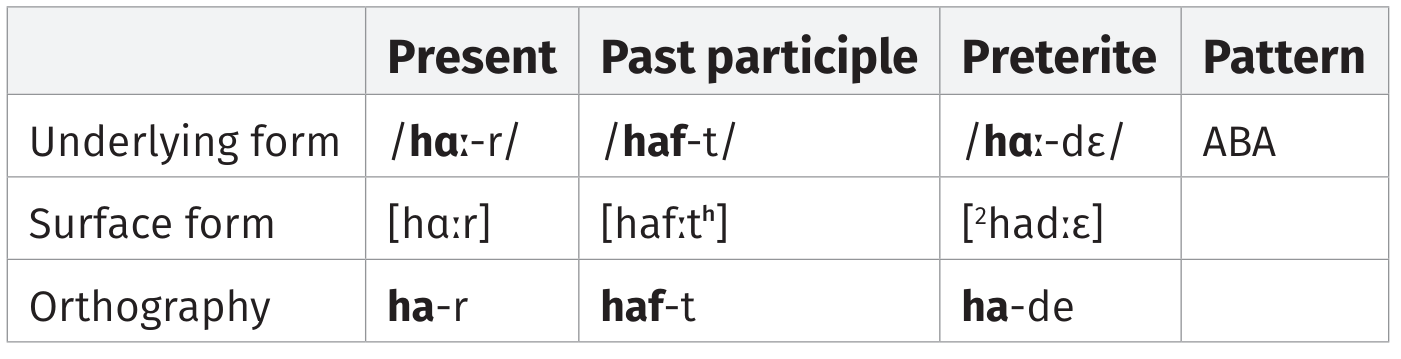 Present Past participle Preterite Pattern
Underlying form /hɑː-r/ /haf-t/ /hɑː-dɛ/ ABA
Surface form [hɑːr] [hafːtʰ] [²hadːɛ]
Orthography ha-r haf-t ha-de